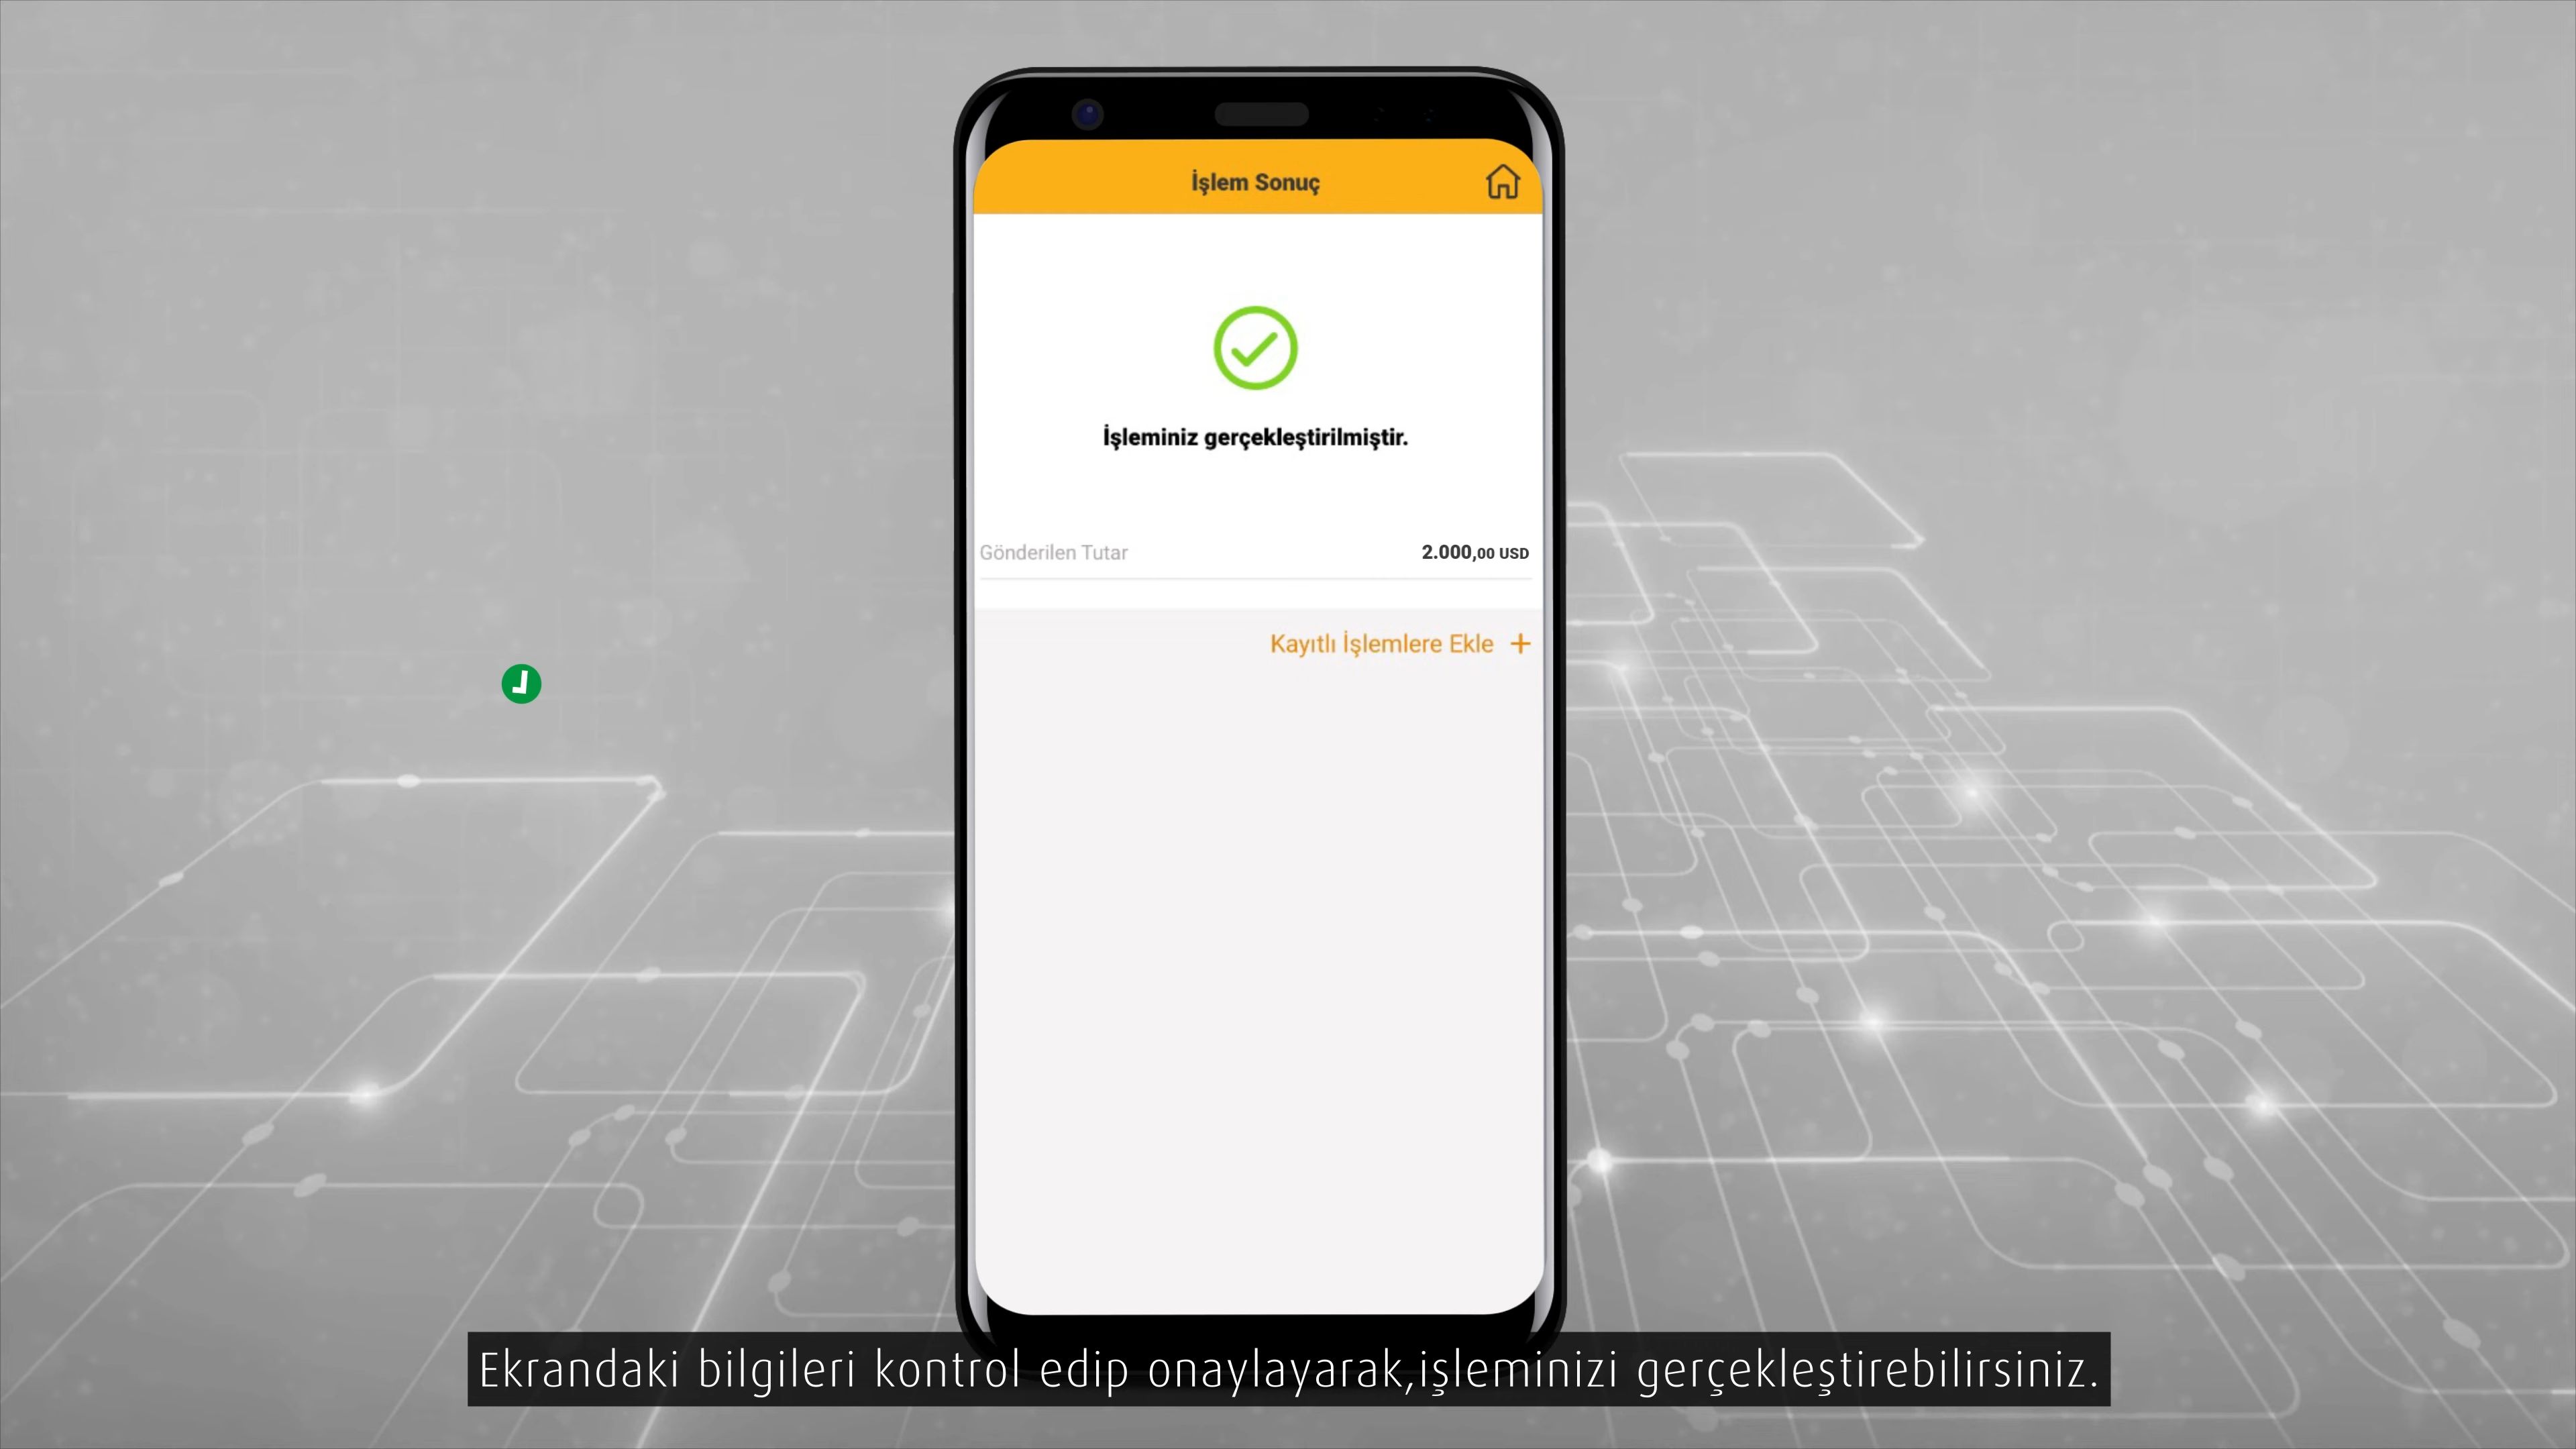 İşlem Sonuç
İşleminiz gerçekleştirilmiştir.
Gönderilen Tutar 2.000,00 USD
Kayıtlı İşlemlere Ekle +
Ekrandaki bilgileri kontrol edip onaylayarak,işleminizi gerçekleştirebilirsiniz.